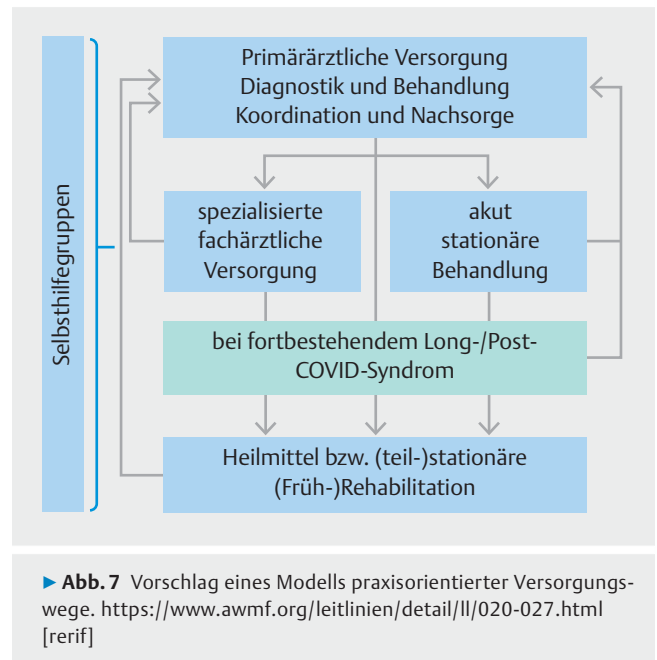 Selbsthilfegruppen
Primärärztliche Versorgung
Diagnostik und Behandlung
Koordination und Nachsorge
spezialisierte
fachärztliche
Versorgung
akut
stationäre
Behandlung
bei fortbestehendem Long-/Post-
COVID-Syndrom
Heilmittel bzw. (teil-)stationäre
(Früh-)Rehabilitation
▶ Abb. 7 Vorschlag eines Modells praxisorientierter Versorgungs-
wege. https://www.awmf.org/leitlinien/detail/ll/020-027.html
[rerif]